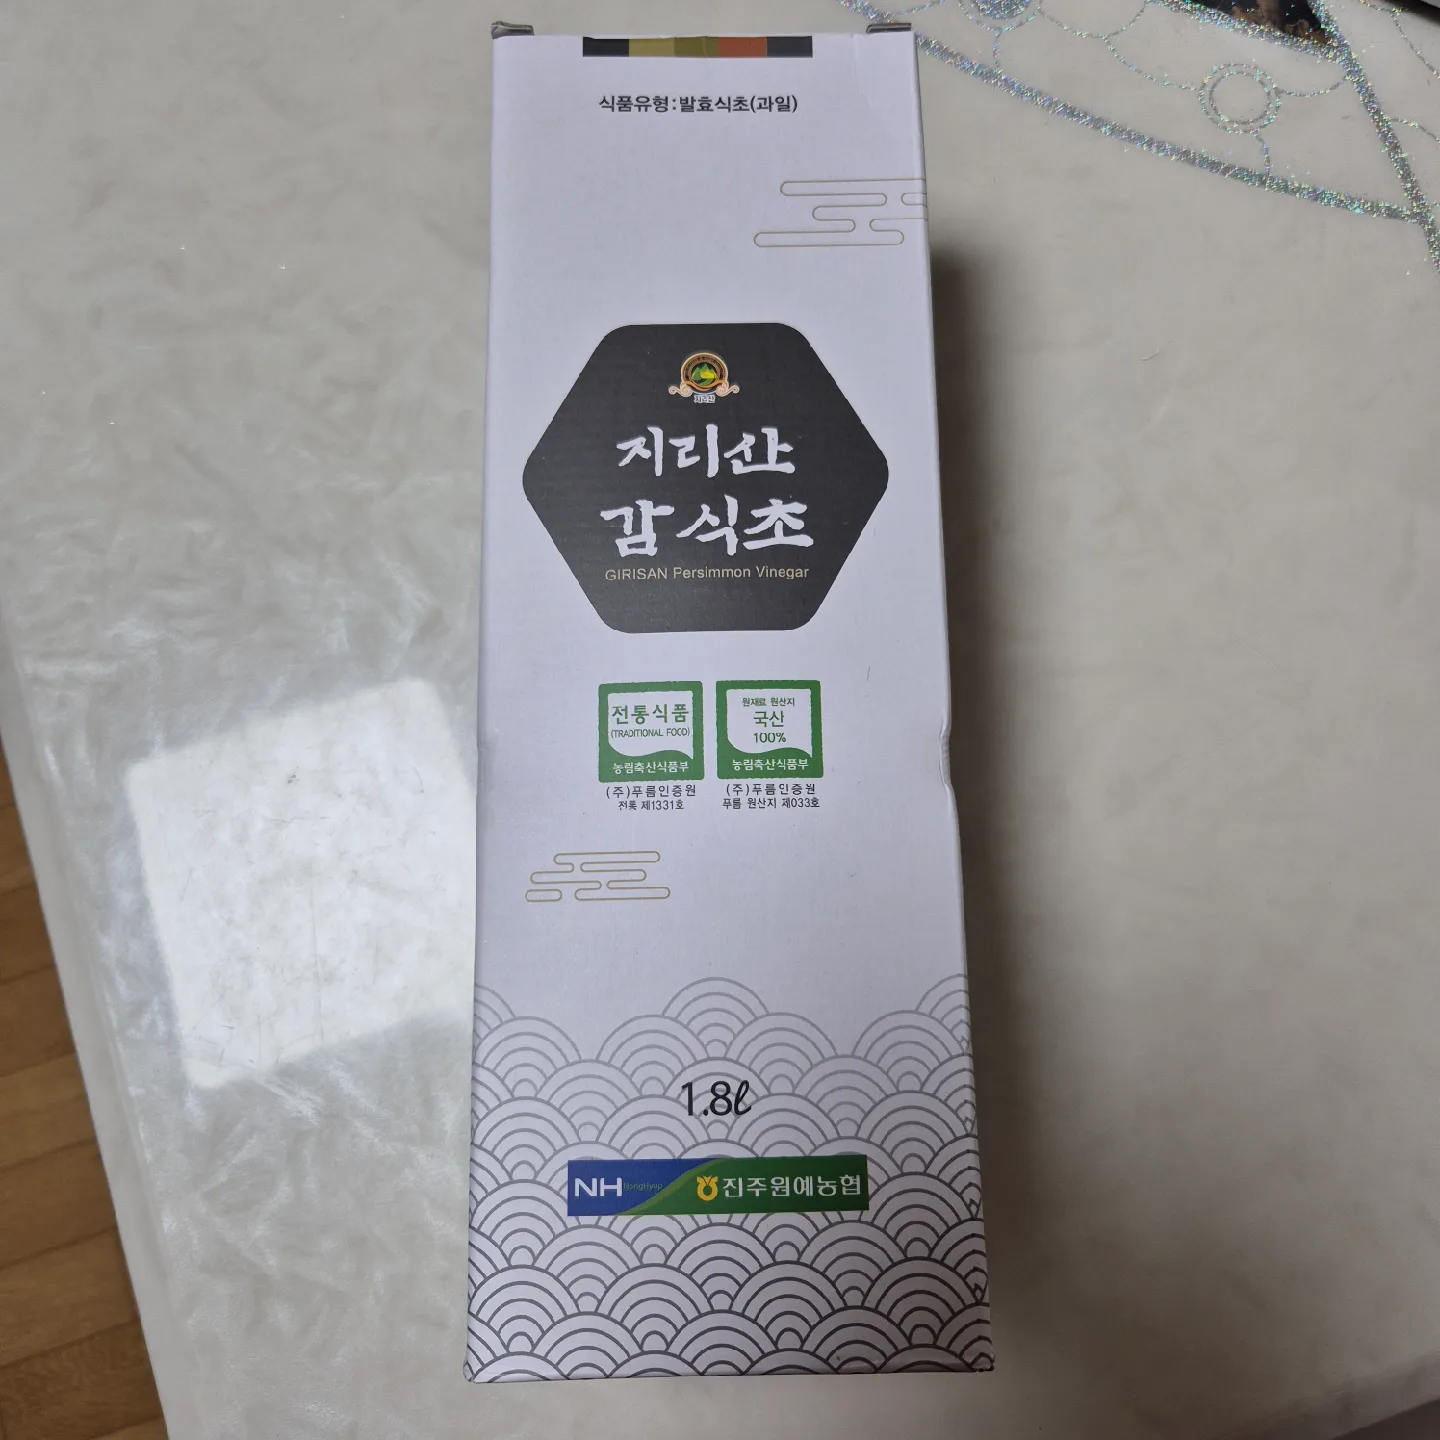 식품유형:발효식초(과일)
지리산
지리산
감식초
GIRISAN Persimmon Vinegar
전통식품
(TRADITIONAL FOOD)
농림축산식품부
(주)푸름인증원
전통 제1331호
원재료 원산지
국산
100%
농림축산식품부
(주)푸름인증원
푸름 원산지 제033호
1.8ℓ
NH NongHyup 진주원예농협